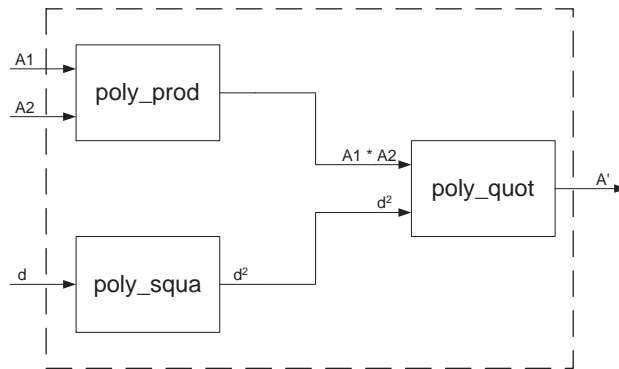 A1
poly_prod
A2
A1 * A2
poly_quot
A'
d²
d
poly_squa
d²